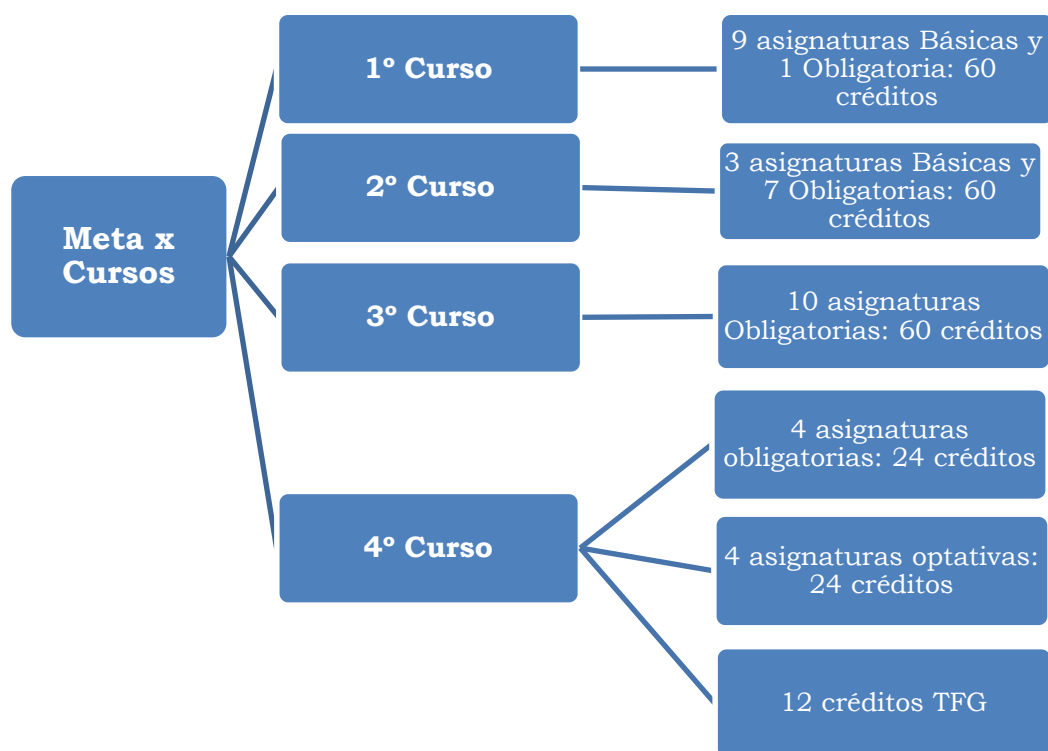 Meta x
Cursos
1º Curso
9 asignaturas Básicas y
1 Obligatoria: 60
créditos
2º Curso
3 asignaturas Básicas y
7 Obligatorias: 60
créditos
3º Curso
10 asignaturas
Obligatorias: 60 créditos
4º Curso
4 asignaturas
obligatorias: 24 créditos
4 asignaturas optativas:
24 créditos
12 créditos TFG